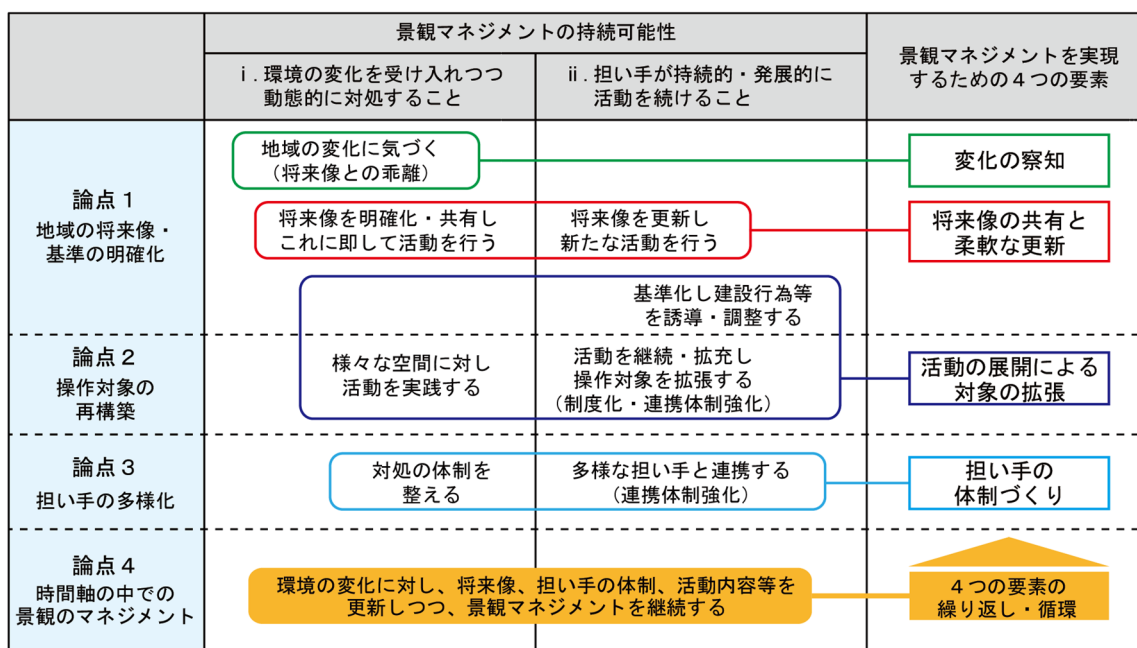 景観マネジメントの持続可能性
景観マネジメントを実現
するための４つの要素
ⅰ. 環境の変化を受け入れつつ
動態的に対処すること
ⅱ. 担い手が持続的・発展的に
活動を続けること
論点１
地域の将来像・
基準の明確化
地域の変化に気づく
（将来像との乖離）
変化の察知
将来像を明確化・共有し
これに即して活動を行う
将来像を更新し
新たな活動を行う
将来像の共有と
柔軟な更新
基準化し建設行為等
を誘導・調整する
論点２
操作対象の
再構築
様々な空間に対し
活動を実践する
活動を継続・拡充し
操作対象を拡張する
（制度化・連携体制強化）
活動の展開による
対象の拡張
論点３
担い手の多様化
対処の体制を
整える
多様な担い手と連携する
（連携体制強化）
担い手の
体制づくり
論点４
時間軸の中での
景観のマネジメント
環境の変化に対し、将来像、担い手の体制、活動内容等を
更新しつつ、景観マネジメントを継続する
４つの要素の
繰り返し・循環